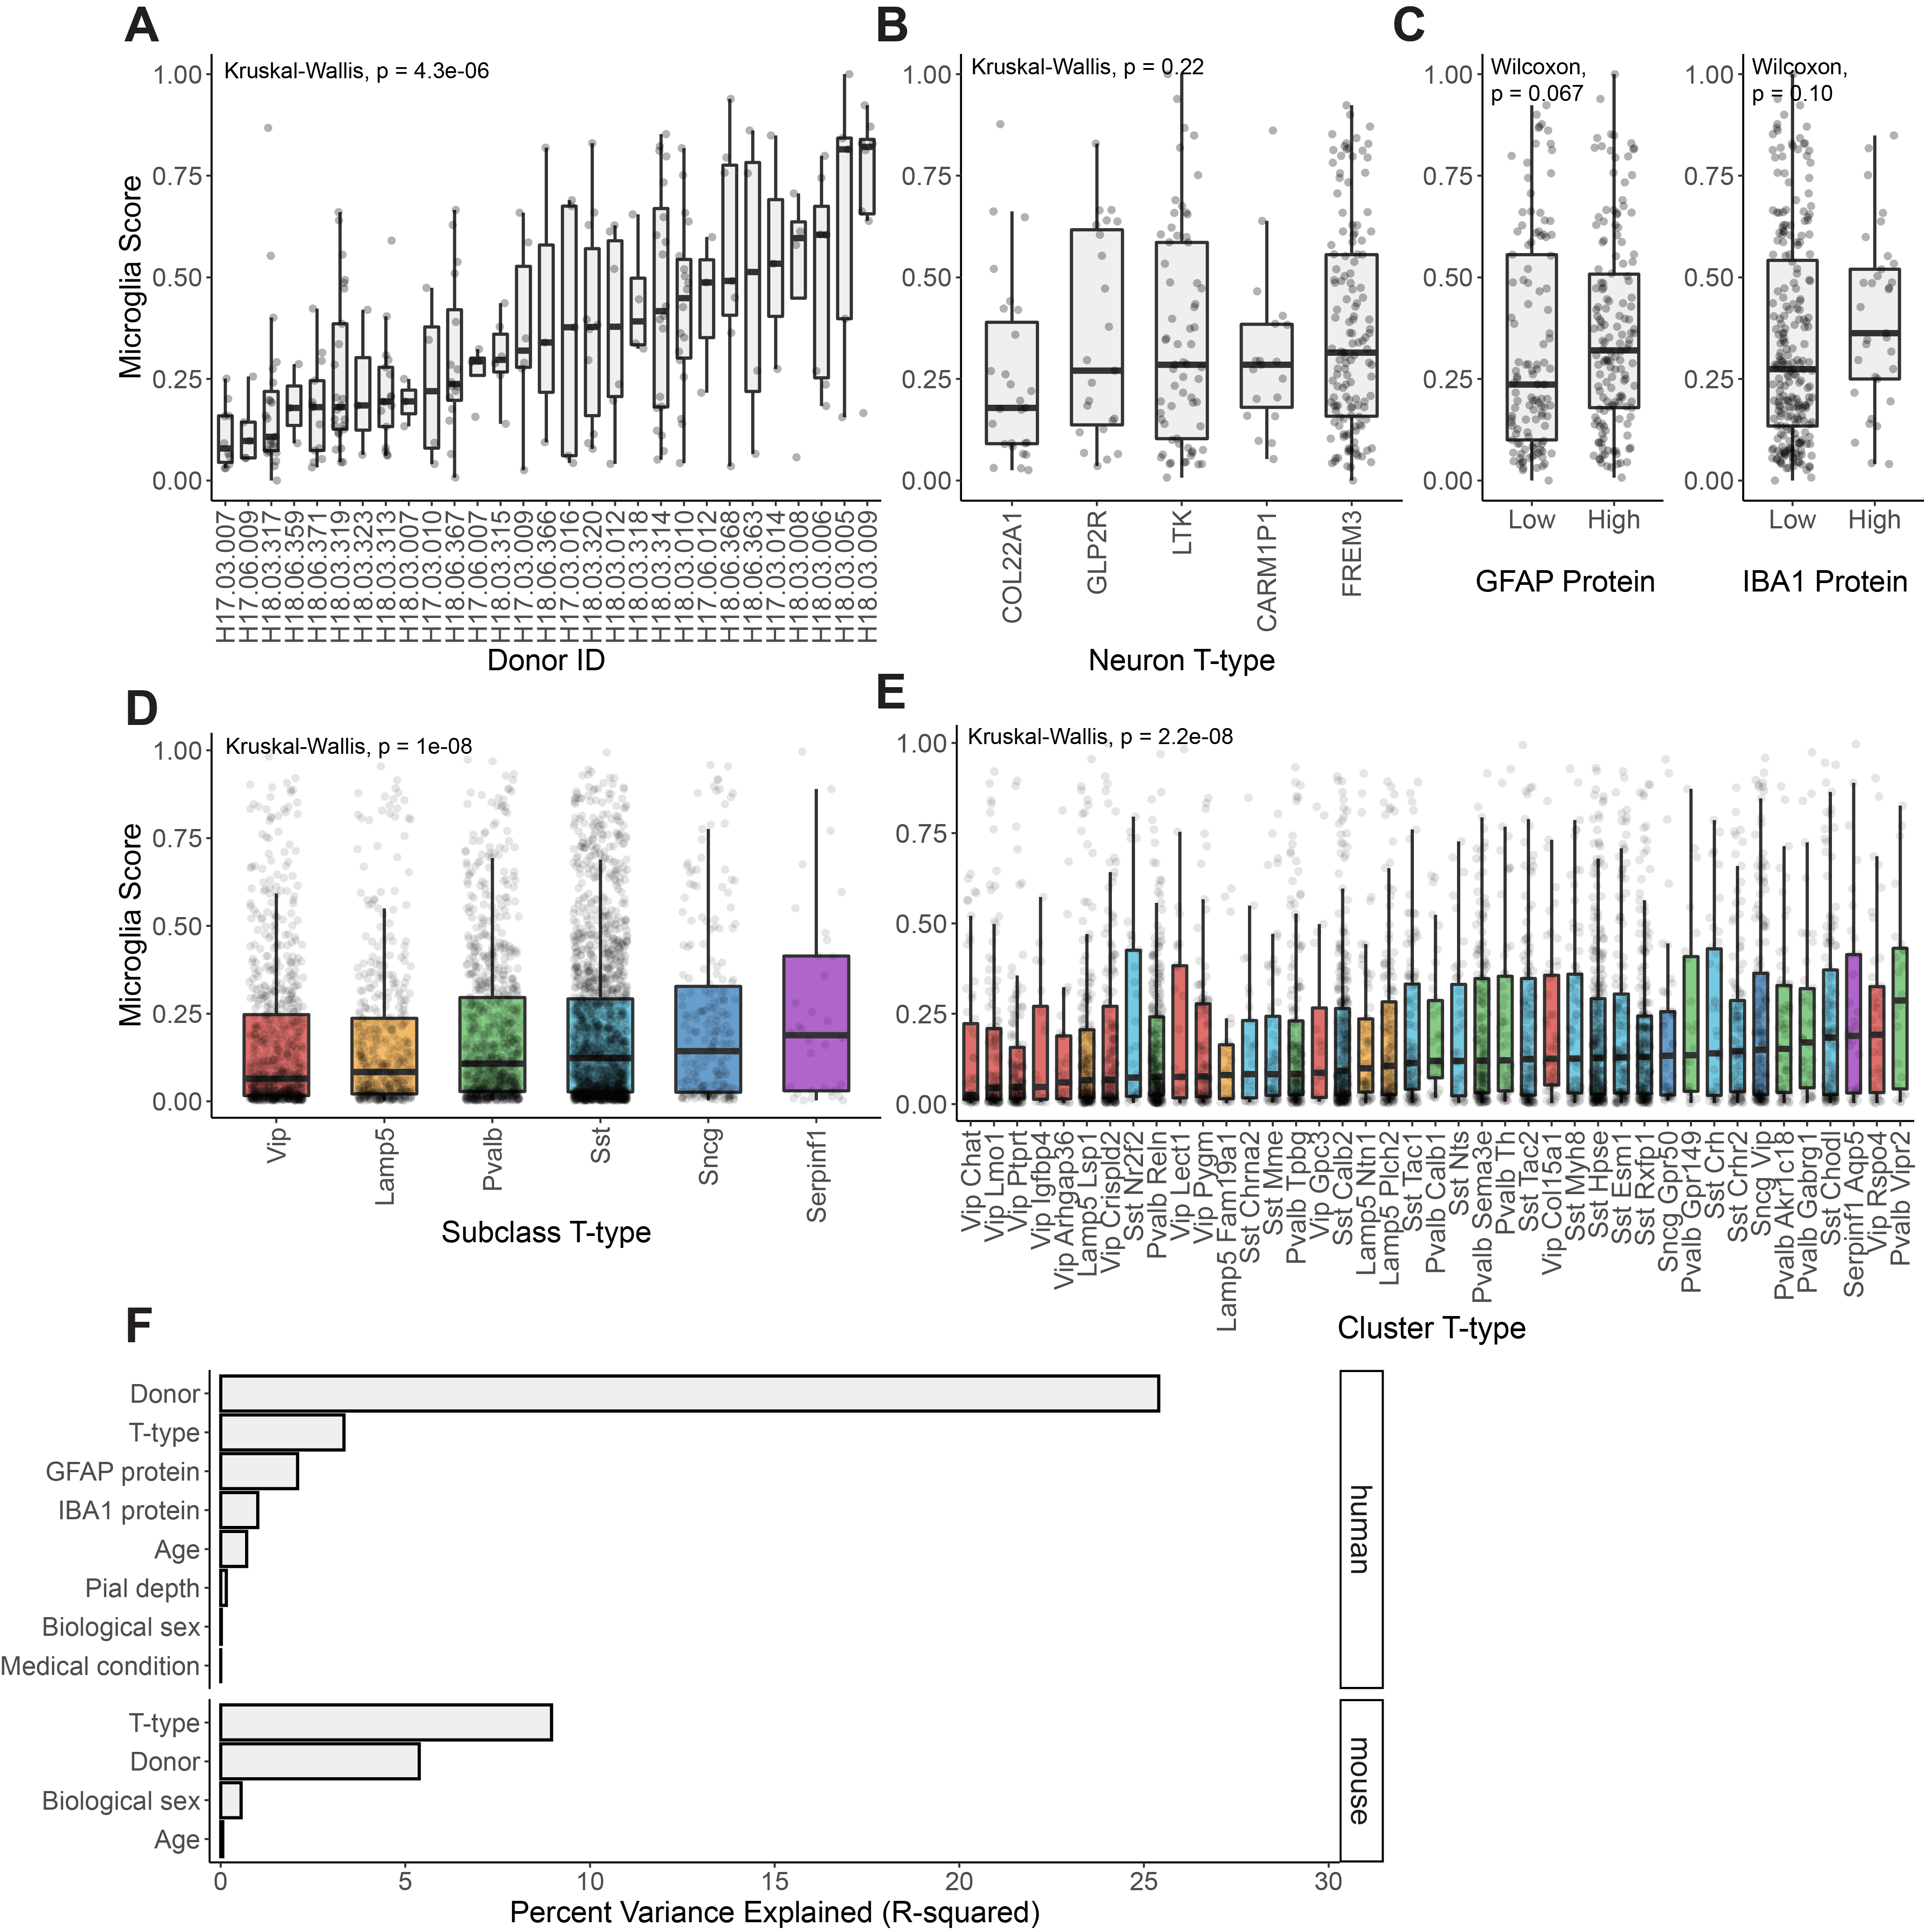 A
Kruskal-Wallis, p = 4.3e-06
Microglia Score
1.00
0.75
0.50
0.25
0.00
H17.03.007
H17.06.009
H18.03.317
H18.06.359
H18.06.371
H18.03.319
H18.03.323
H18.03.313
H18.03.007
H17.03.010
H18.06.367
H17.06.007
H18.03.315
H17.03.009
H18.06.366
H17.03.016
H18.03.320
H18.03.012
H18.03.318
H18.03.314
H18.03.010
H17.06.012
H18.06.368
H18.06.363
H17.03.014
H18.03.008
H18.03.006
H18.03.005
H18.03.009
Donor ID
B
Kruskal-Wallis, p = 0.22
1.00
0.75
0.50
0.25
0.00
COL22A1
GLP2R
LTK
CARM1P1
FREM3
Neuron T-type
C
Wilcoxon,
p = 0.067
1.00
0.75
0.50
0.25
0.00
Low
High
GFAP Protein
Wilcoxon,
p = 0.10
1.00
0.75
0.50
0.25
0.00
Low
High
IBA1 Protein
D
Kruskal-Wallis, p = 1e-08
Microglia Score
1.00
0.75
0.50
0.25
0.00
Vip
Lamp5
Pvalb
Sst
Sncg
Serpinf1
Subclass T-type
E
Kruskal-Wallis, p = 2.2e-08
1.00
0.75
0.50
0.25
0.00
Vip Chat
Vip Lmo1
Vip Ptprt
Vip Igfbp4
Vip Arhgap36
Lamp5 Lsp1
Vip Crispld2
Sst Nr2f2
Pvalb Reln
Vip Lect1
Vip Pygm
Lamp5 Fam19a1
Sst Chrna2
Sst Mme
Pvalb Tpbg
Vip Gpc3
Sst Calb2
Lamp5 Ntn1
Lamp5 Plch2
Sst Tac1
Pvalb Calb1
Sst Nts
Pvalb Sema3e
Pvalb Th
Sst Tac2
Vip Col15a1
Sst Myh8
Sst Hpse
Sst Esm1
Sst Rxfp1
Sncg Gpr50
Pvalb Gpr149
Sst Crh
Sst Crhr2
Sncg Vip
Pvalb Akr1c18
Pvalb Gabrg1
Sst Chodl
Serpinf1 Aqp5
Vip Rspo4
Pvalb Vipr2
Cluster T-type
F
Donor
T-type
GFAP protein
IBA1 protein
Age
Pial depth
Biological sex
Medical condition
human
T-type
Donor
Biological sex
Age
mouse
0
5
10
15
20
25
30
Percent Variance Explained (R-squared)